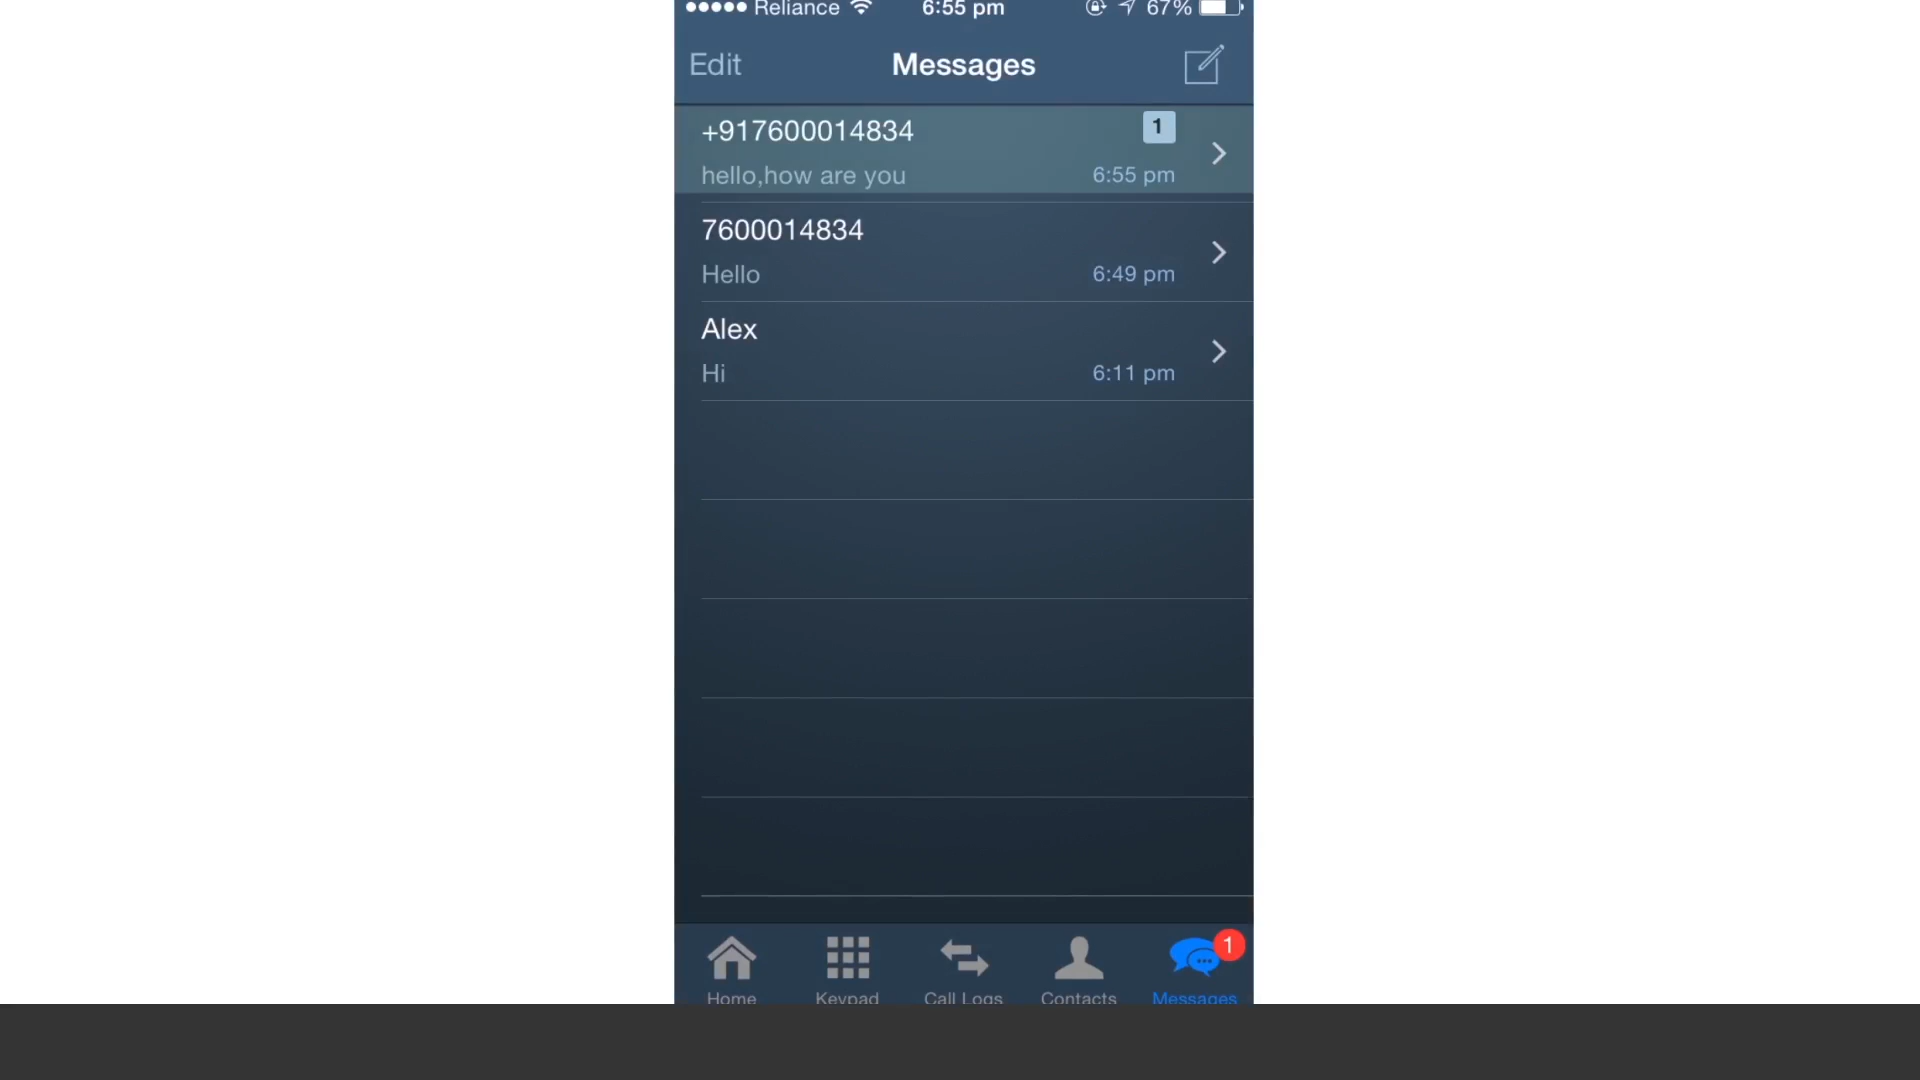 Reliance 6:55 pm 67%
Edit Messages
+917600014834 1
hello,how are you 6:55 pm
7600014834
Hello 6:49 pm
Alex
Hi 6:11 pm
1
Home Keypad Call Logs Contacts Messages